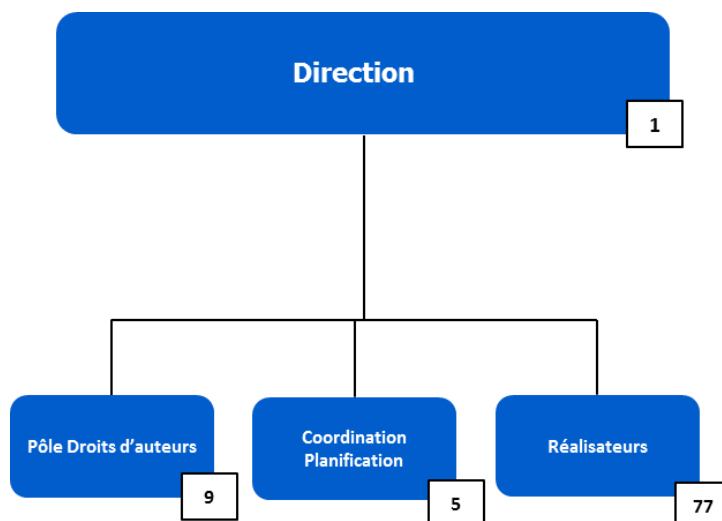 Direction
1
Pôle Droits d'auteurs
9
Coordination
Planification
5
Réalisateurs
77